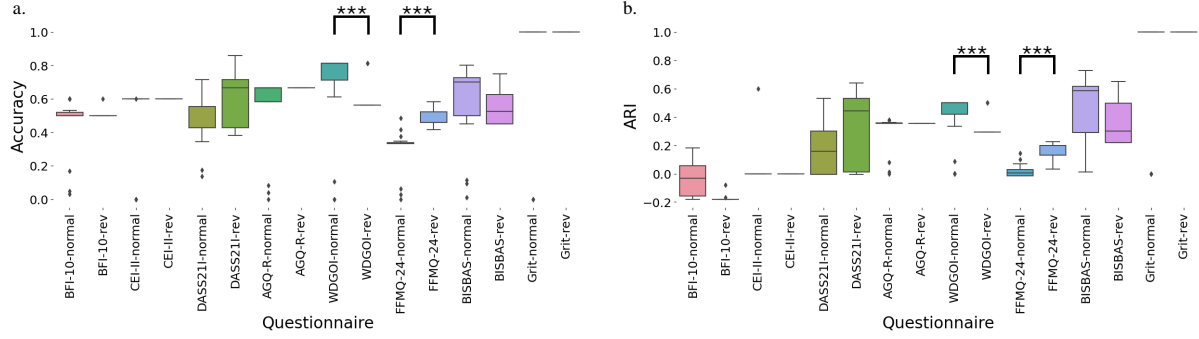 a.
***
***
1.0
0.8
0.6
0.4
0.2
0.0
Accuracy
BFI-10-normal
BFI-10-rev
CEI-II-normal
CEI-II-rev
DASS21I-normal
DASS21I-rev
AGQ-R-normal
AGQ-R-rev
WDGOI-normal
WDGOI-rev
FFMQ-24-normal
FFMQ-24-rev
BISBAS-normal
BISBAS-rev
Grit-normal
Grit-rev
Questionnaire
b.
***
***
1.0
0.8
0.6
0.4
0.2
0.0
−0.2
ARI
BFI-10-normal
BFI-10-rev
CEI-II-normal
CEI-II-rev
DASS21I-normal
DASS21I-rev
AGQ-R-normal
AGQ-R-rev
WDGOI-normal
WDGOI-rev
FFMQ-24-normal
FFMQ-24-rev
BISBAS-normal
BISBAS-rev
Grit-normal
Grit-rev
Questionnaire